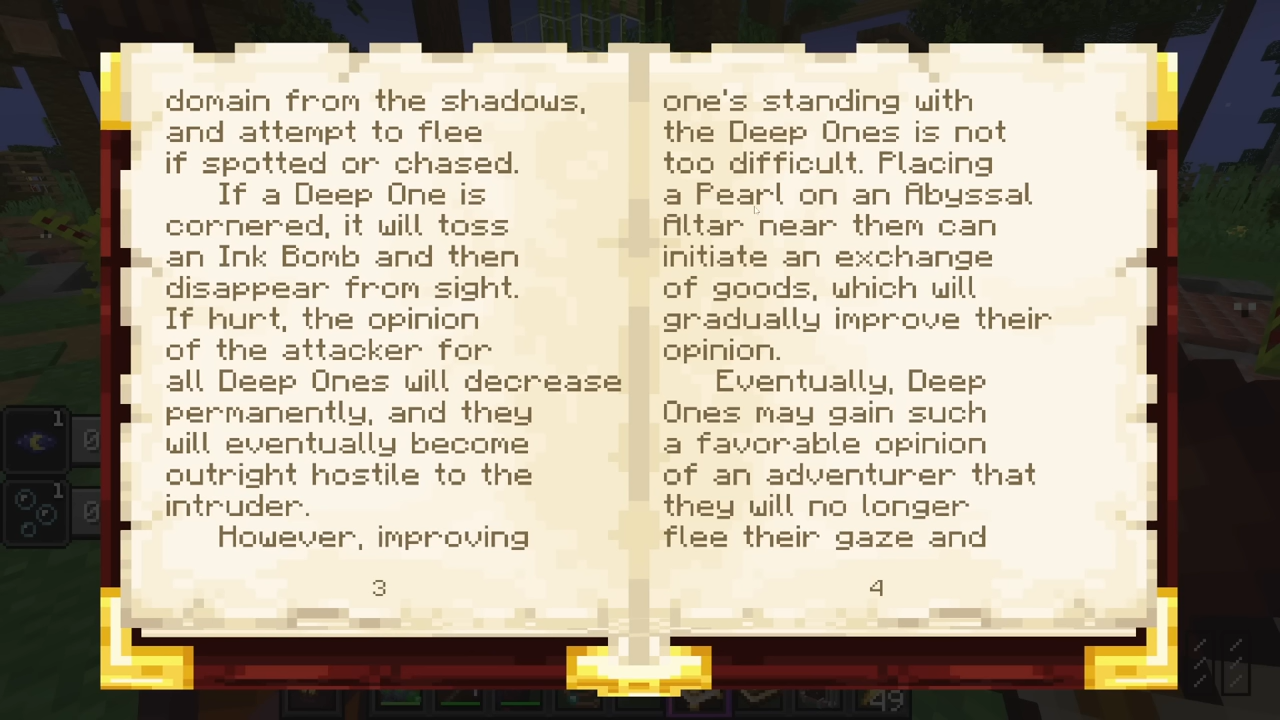 domain from the shadows,
and attempt to flee
if spotted or chased.
If a Deep One is
cornered, it will toss
an Ink Bomb and then
disappear from sight.
If hurt, the opinion
of the attacker for
all Deep Ones will decrease
permanently, and they
will eventually become
outright hostile to the
intruder.
However, improving
3
one's standing with
the Deep Ones is not
too difficult. Placing
a Pearl on an Abyssal
Altar near them can
initiate an exchange
of goods, which will
gradually improve their
opinion.
Eventually, Deep
Ones may gain such
a favorable opinion
of an adventurer that
they will no longer
flee their gaze and
4
1
0
1
0
49